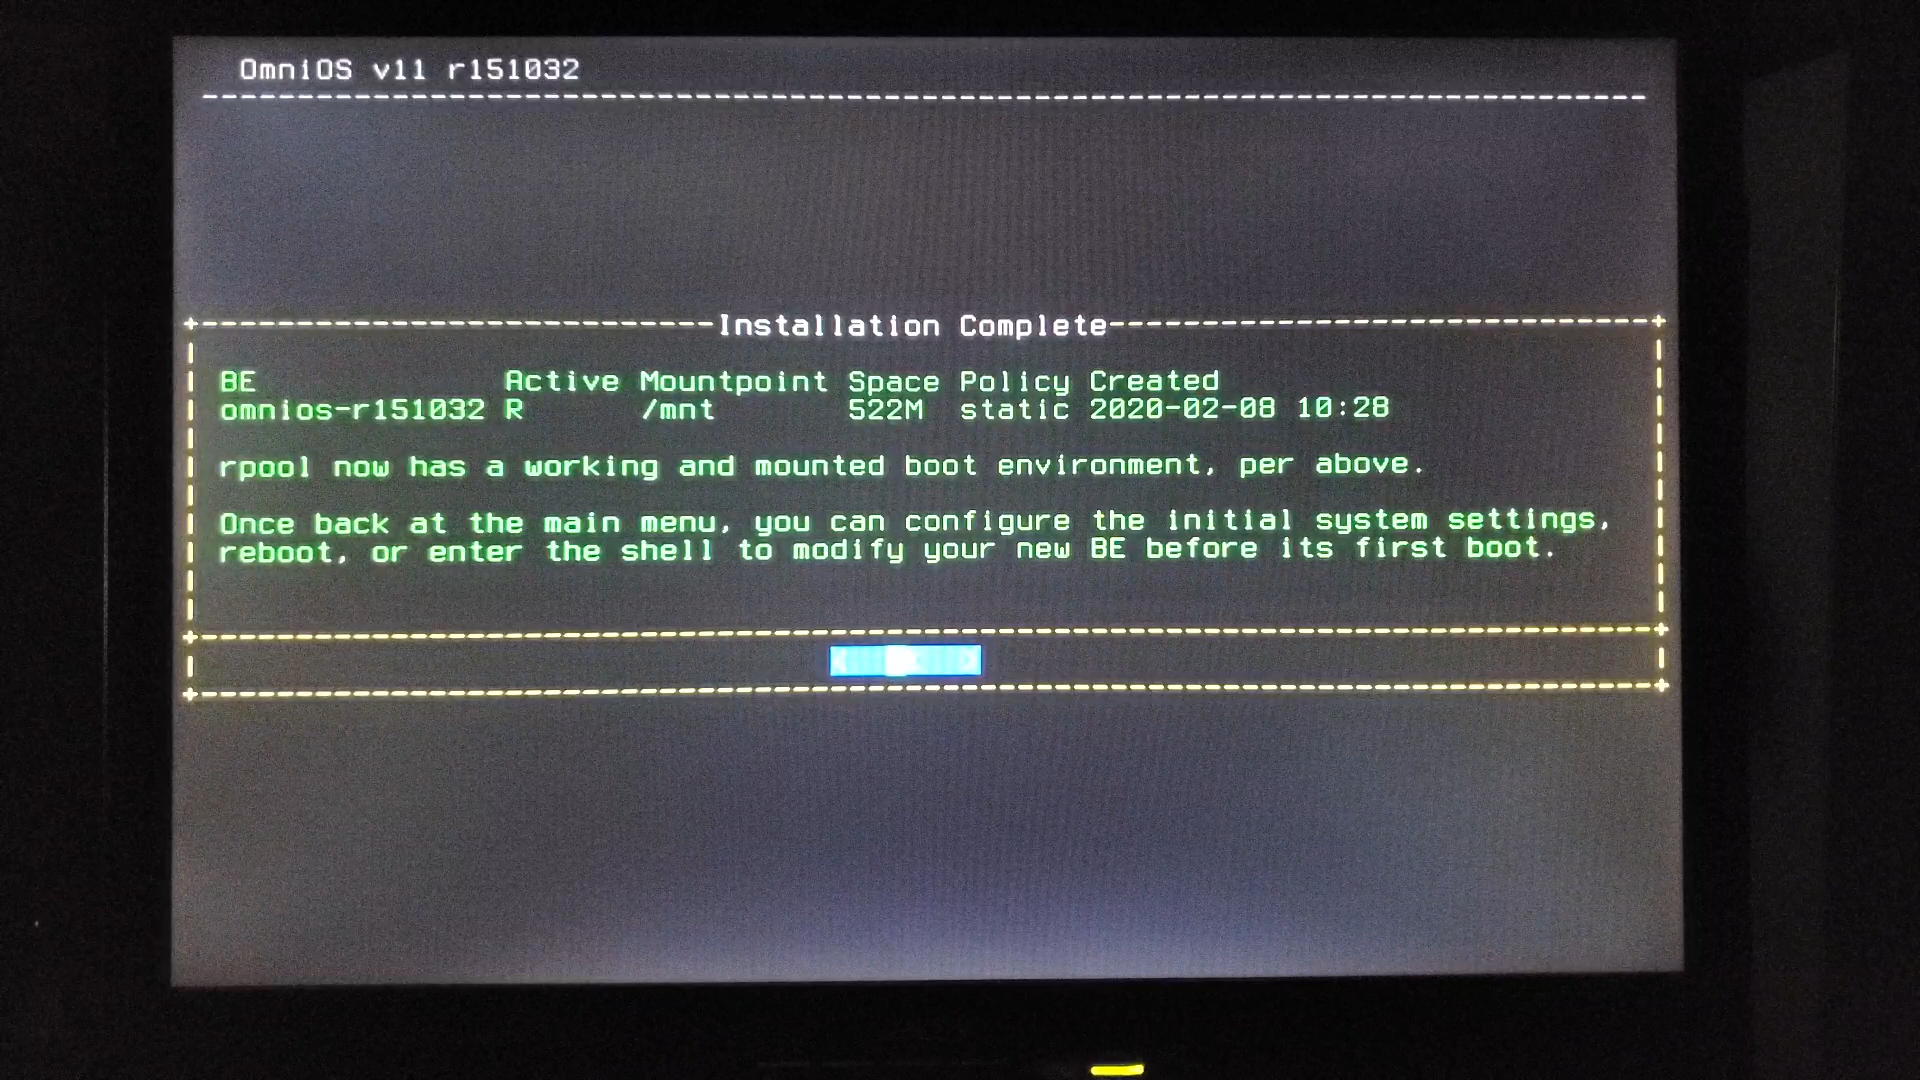 OmniOS v11 r151032
Installation Complete
BE Active Mountpoint Space Policy Created
omnios-r151032 R /mnt 522M static 2020-02-08 10:28
rpool now has a working and mounted boot environment, per above.
Once back at the main menu, you can configure the initial system settings,
reboot, or enter the shell to modify your new BE before its first boot.